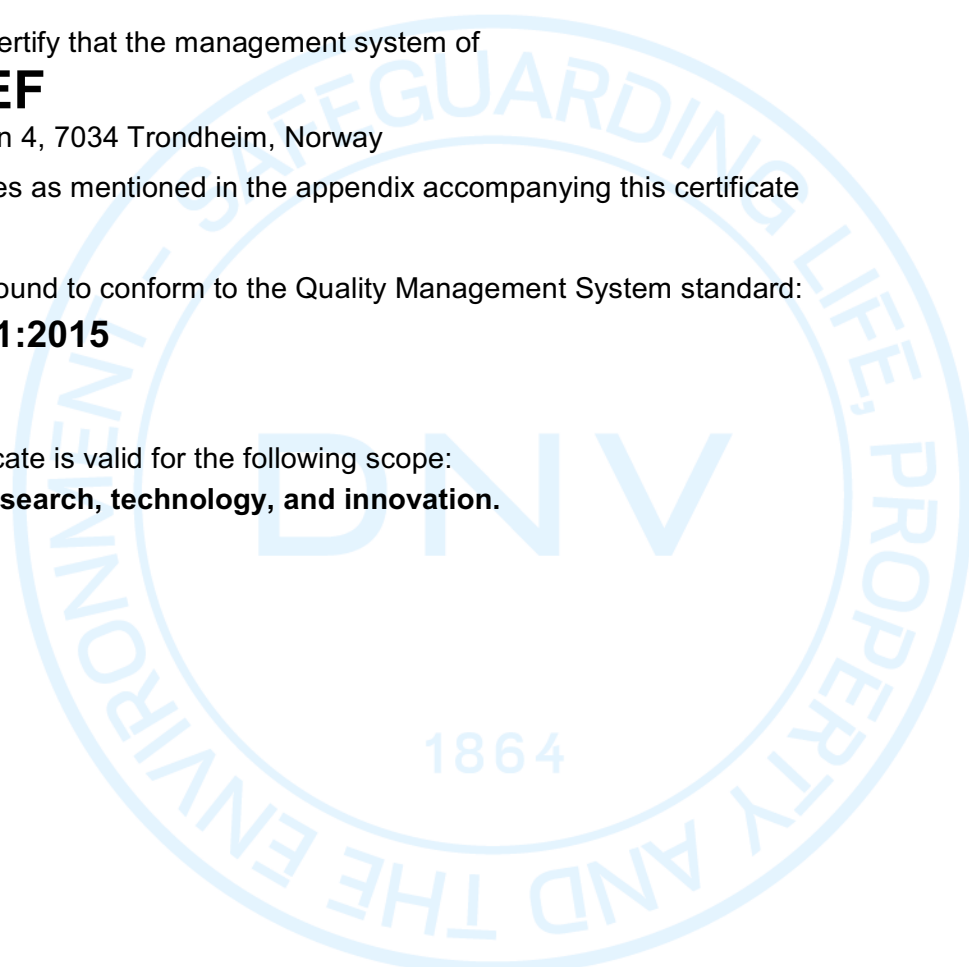 ertify that the management system of
EF
n 4, 7034 Trondheim, Norway
es as mentioned in the appendix accompanying this certificate
ound to conform to the Quality Management System standard:
1:2015
cate is valid for the following scope:
search, technology, and innovation.
SAFEGUARDING LIFE, PROPERTY AND THE ENVIRONMENT –
DNV
1864